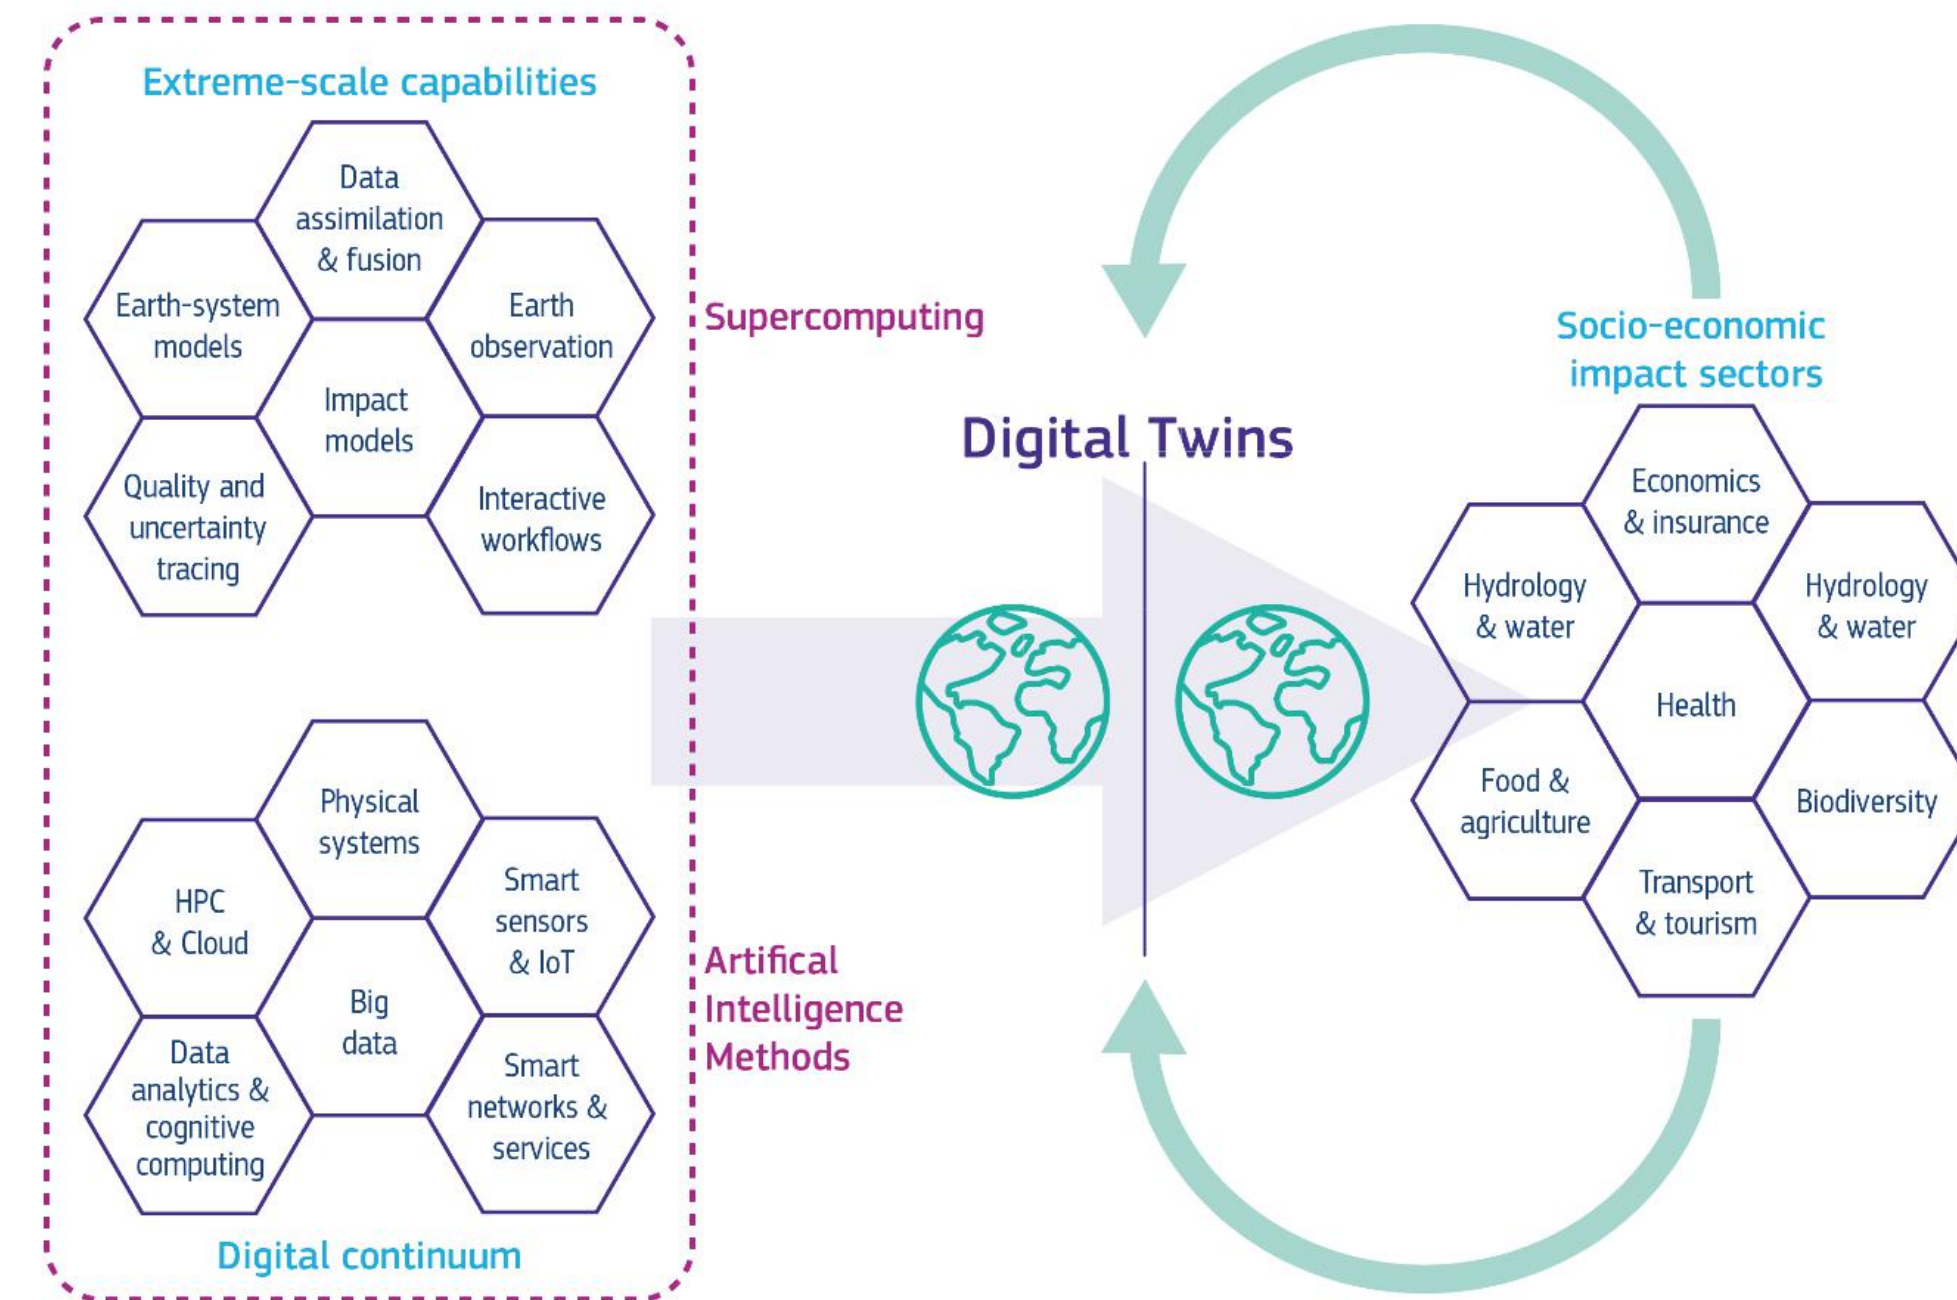 Extreme-scale capabilities
Data
assimilation
& fusion
Earth-system
models
Earth
observation
Impact
models
Quality and
uncertainty
tracing
Interactive
workflows
Physical
systems
HPC
& Cloud
Smart
sensors
& IoT
Big
data
Data
analytics &
cognitive
computing
Smart
networks &
services
Digital continuum
Supercomputing
Artifical
Intelligence
Methods
Digital Twins
Socio-economic
impact sectors
Economics
& insurance
Hydrology
& water
Hydrology
& water
Health
Food &
agriculture
Biodiversity
Transport
& tourism